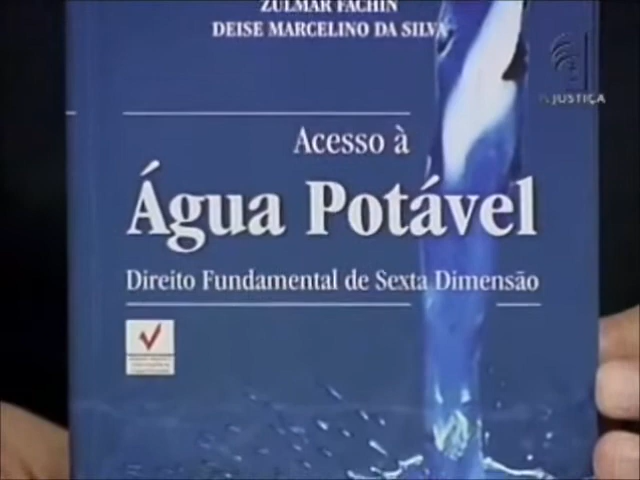 ZULMAR FACHIN
DEISE MARCELINO DA SILVA
JUSTIÇA
Acesso à
Água Potável
Direito Fundamental de Sexta Dimensão